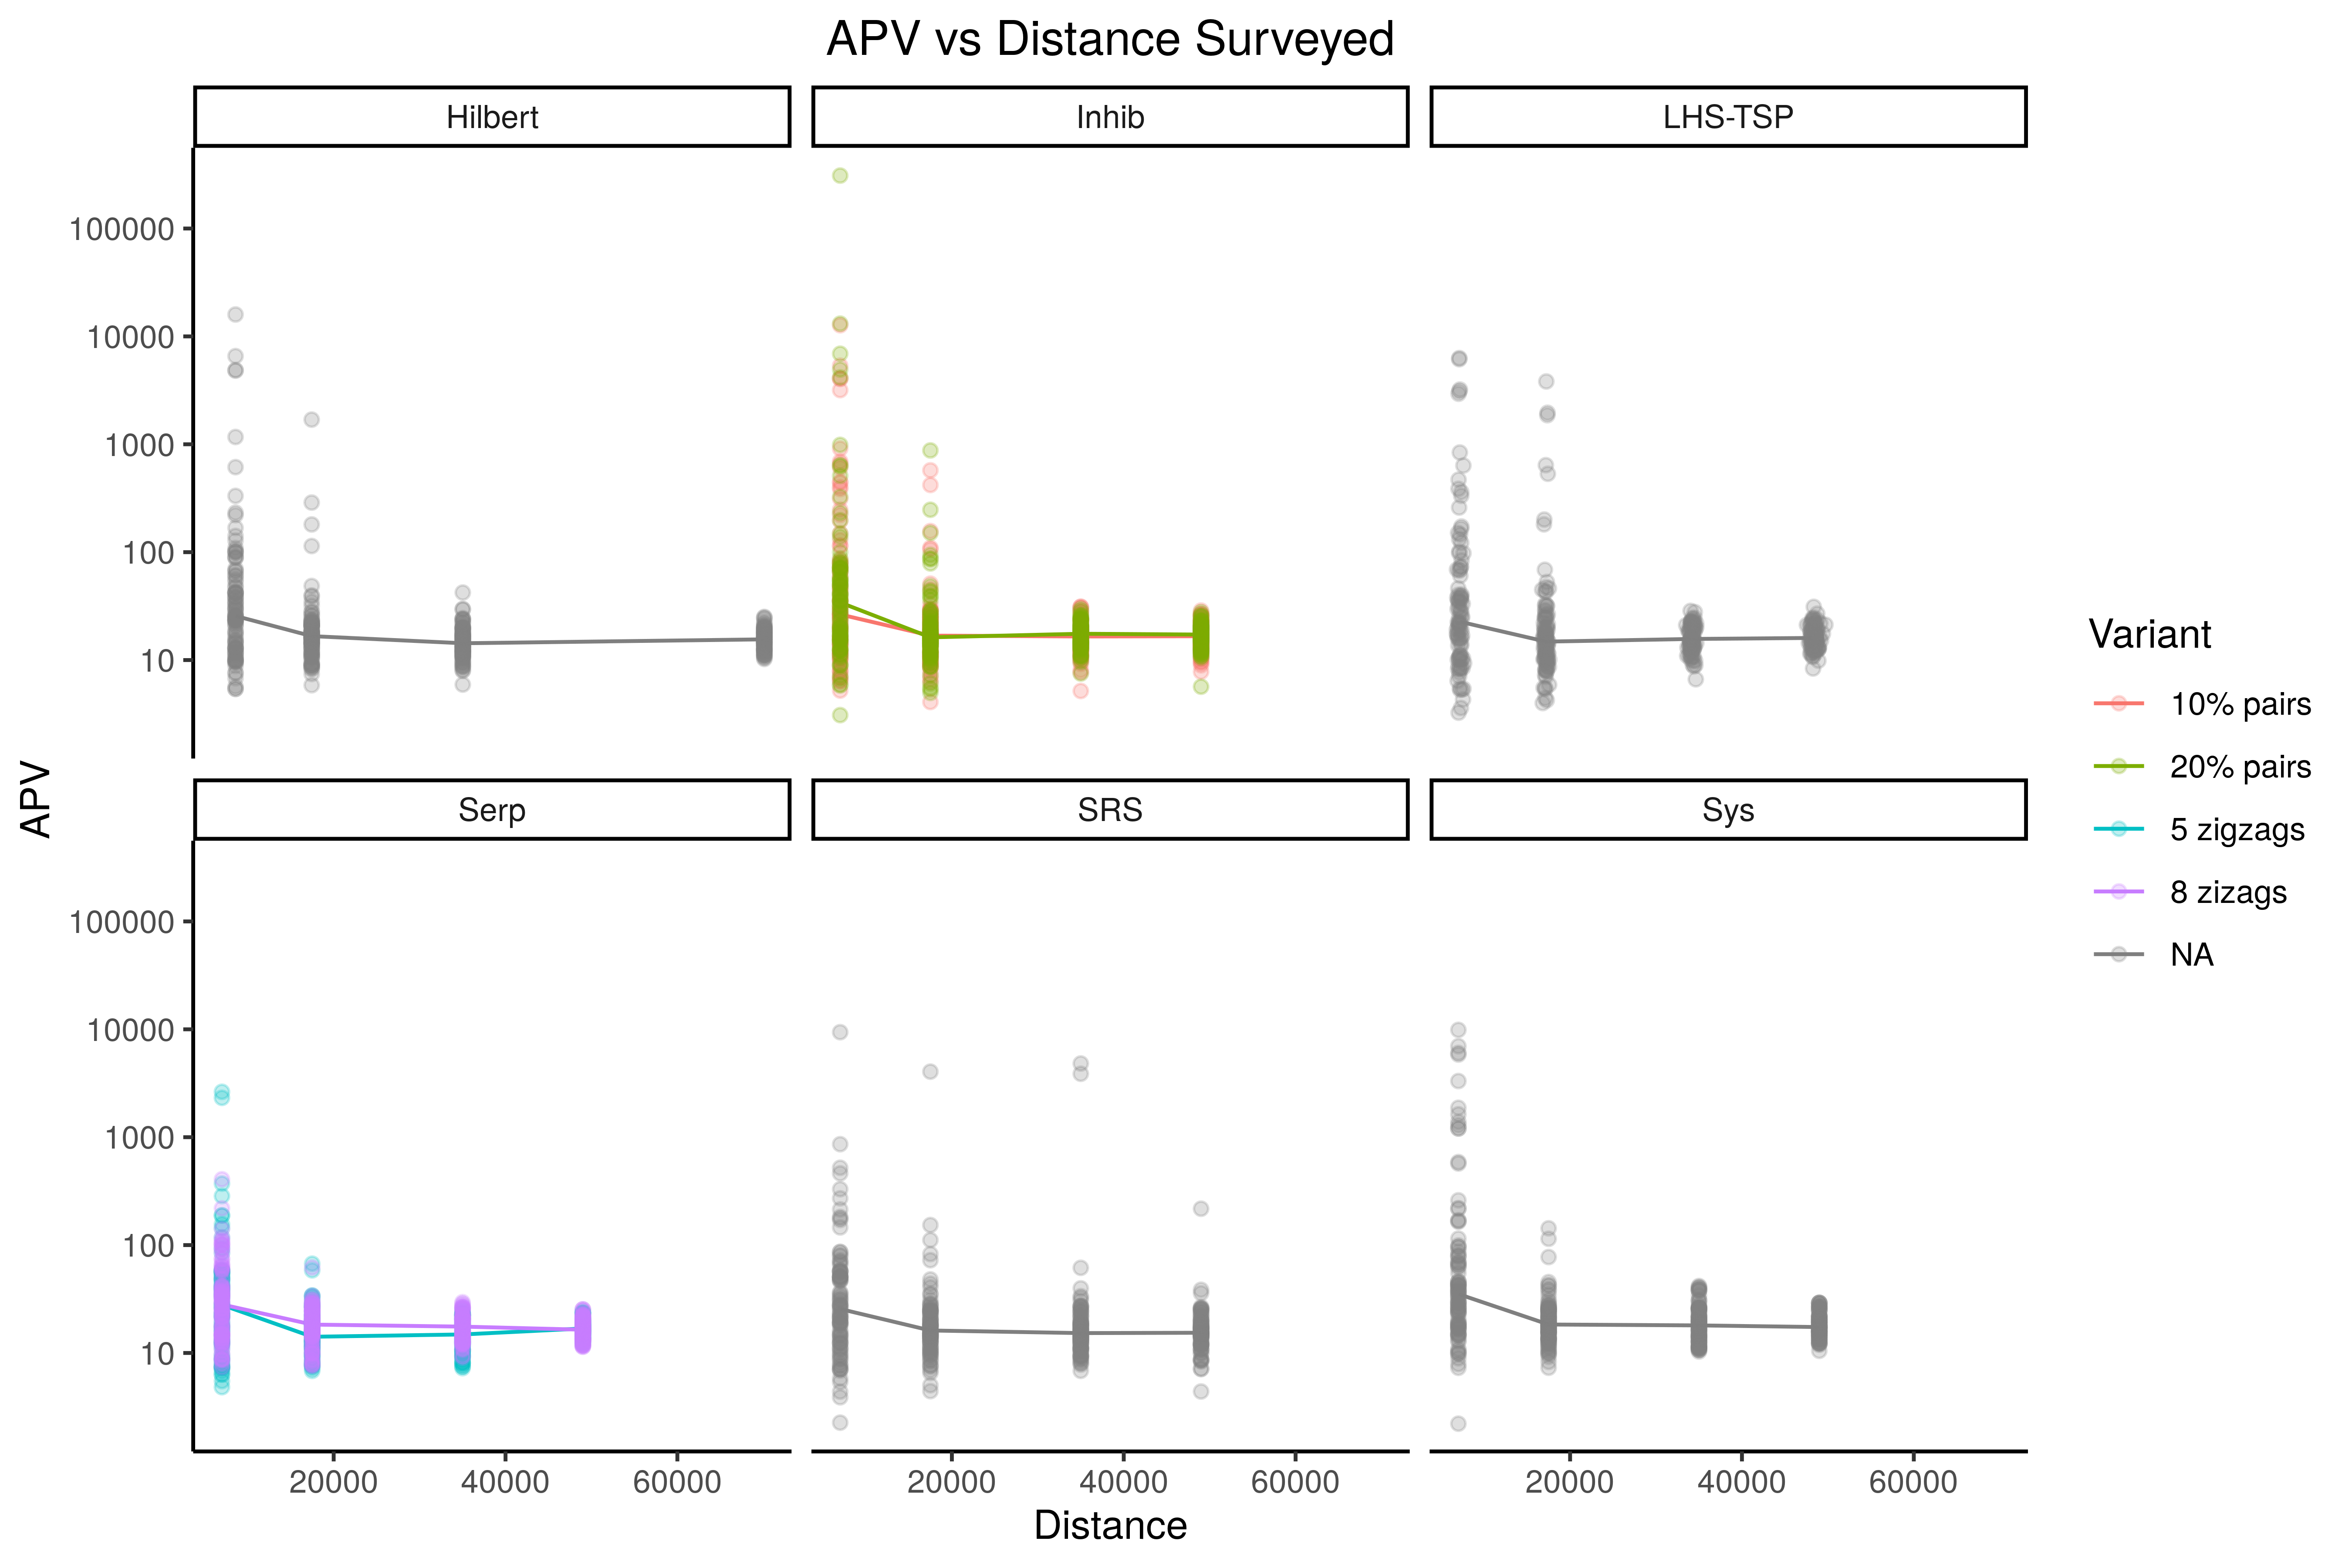 APV vs Distance Surveyed
Hilbert
Inhib
LHS-TSP
100000
10000
1000
100
10
APV
Serp
SRS
Sys
100000
10000
1000
100
10
20000 40000 60000
20000 40000 60000
20000 40000 60000
Distance
Variant
10% pairs
20% pairs
5 zigzags
8 zizags
NA